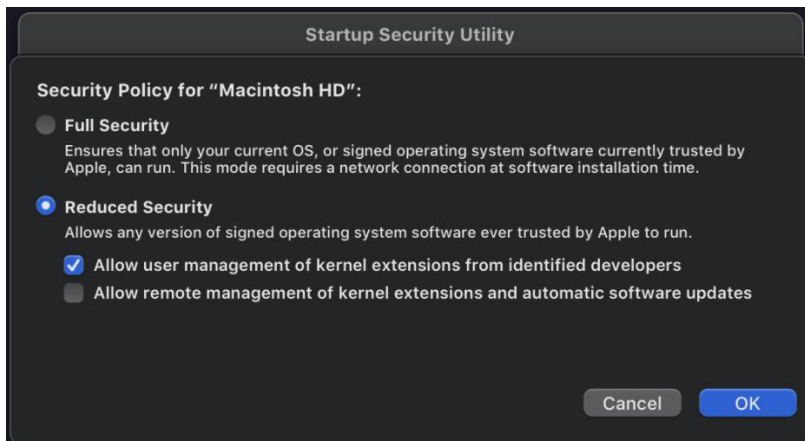 Startup Security Utility
Security Policy for “Macintosh HD”:
Full Security
Ensures that only your current OS, or signed operating system software currently trusted by
Apple, can run. This mode requires a network connection at software installation time.
Reduced Security
Allows any version of signed operating system software ever trusted by Apple to run.
Allow user management of kernel extensions from identified developers
Allow remote management of kernel extensions and automatic software updates
Cancel OK